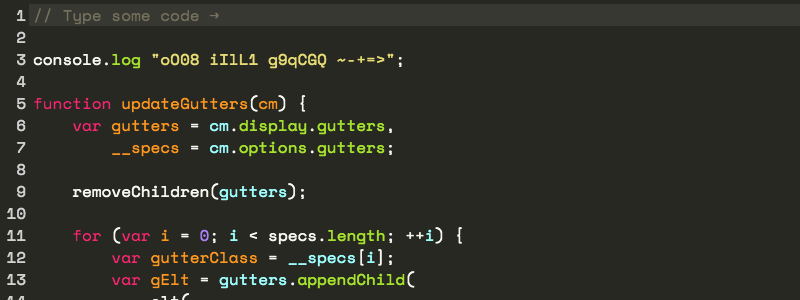 1 // Type some code →
2
3 console.log "oO08 iIlL1 g9qCGQ ~-+=>";
4
5 function updateGutters(cm) {
6     var gutters = cm.display.gutters,
7         __specs = cm.options.gutters;
8
9     removeChildren(gutters);
10
11     for (var i = 0; i < specs.length; ++i) {
12         var gutterClass = __specs[i];
13         var gElt = gutters.appendChild(